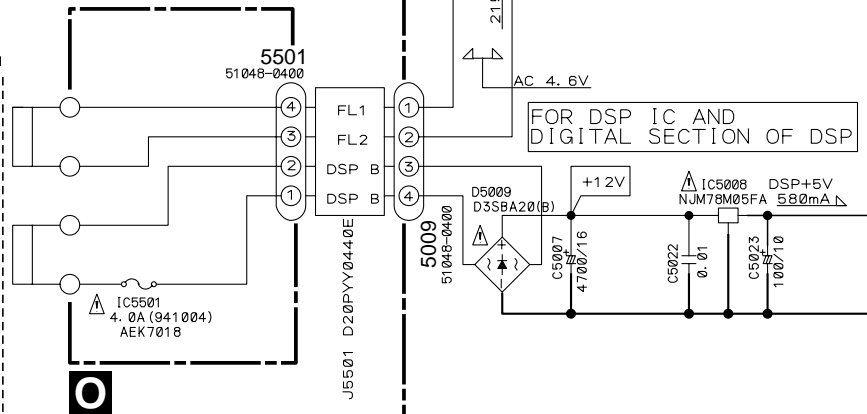 5501
51048-0400
4 FL1 1
3 FL2 2
2 DSP B 3
1 DSP B 4
AC 4.6V
FOR DSP IC AND
DIGITAL SECTION OF DSP
D5009
D3SBA20(B)
+12V
IC5008
NJM78M05FA
DSP+5V
580mA
5009
51048-0400
C5007
4700/16
C5022
0.01
C5023
100/10
IC5501
4.0A(941004)
AEK7018
J5501 D20PYY0440E
O